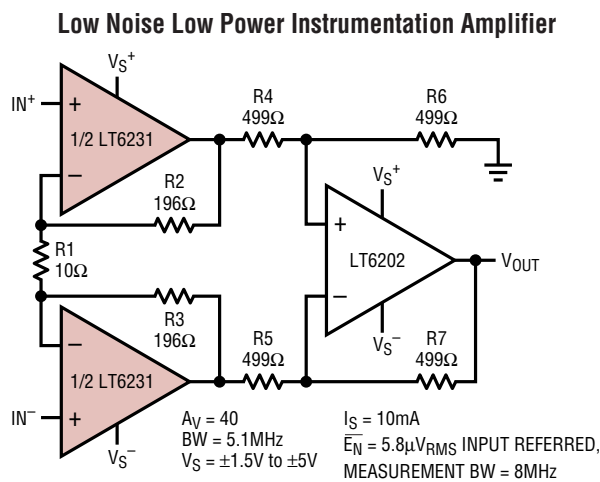 Low Noise Low Power Instrumentation Amplifier
VS+
IN+
+
1/2 LT6231
–
R4
499Ω
R6
499Ω
R2
196Ω
VS+
R1
10Ω
+
LT6202
–
VOUT
R3
196Ω
VS–
–
1/2 LT6231
+
R5
499Ω
R7
499Ω
IN–
VS–
AV = 40
BW = 5.1MHz
VS = ±1.5V to ±5V
IS = 10mA
EN = 5.8µVRMS INPUT REFERRED,
MEASUREMENT BW = 8MHz